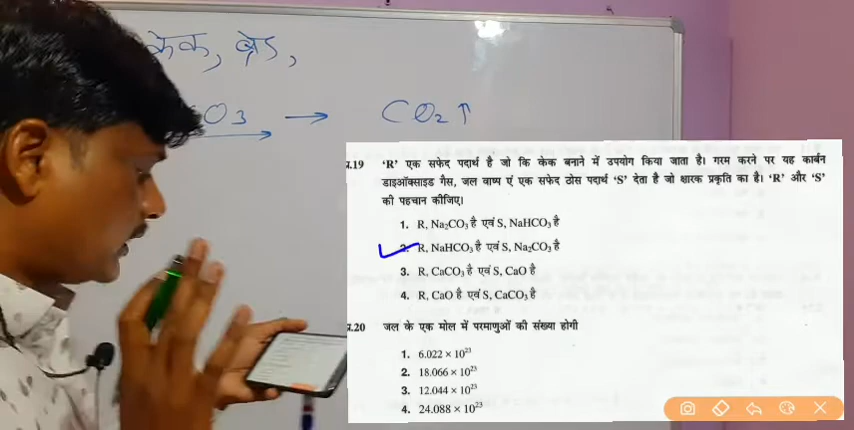 केक, ब्रेड,
O3 → CO2↑
प्र.19 'R' एक सफेद पदार्थ है जो कि केक बनाने में उपयोग किया जाता है। गरम करने पर यह कार्बन
डाइऑक्साइड गैस, जल वाष्प एंं एक सफेद ठोस पदार्थ 'S' देता है जो क्षारक प्रकृति का है। 'R' और 'S'
की पहचान कीजिए।
1. R, Na₂CO₃ है एवं S, NaHCO₃ है
2. R, NaHCO₃ है एवं S, Na₂CO₃ है
3. R, CaCO₃ है एवं S, CaO है
4. R, CaO है एवं S, CaCO₃ है
प्र.20 जल के एक मोल में परमाणुओं की संख्या होगी
1. 6.022 × 10²³
2. 18.066 × 10²³
3. 12.044 × 10²³
4. 24.088 × 10²³